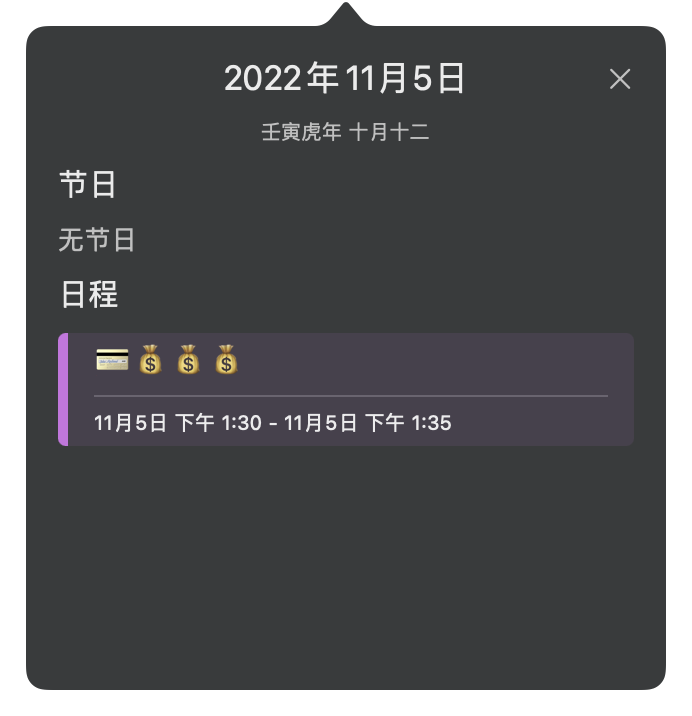 2022年11月5日
壬寅虎年 十月十二
节日
无节日
日程
💳💰💰💰
11月5日 下午 1:30 - 11月5日 下午 1:35